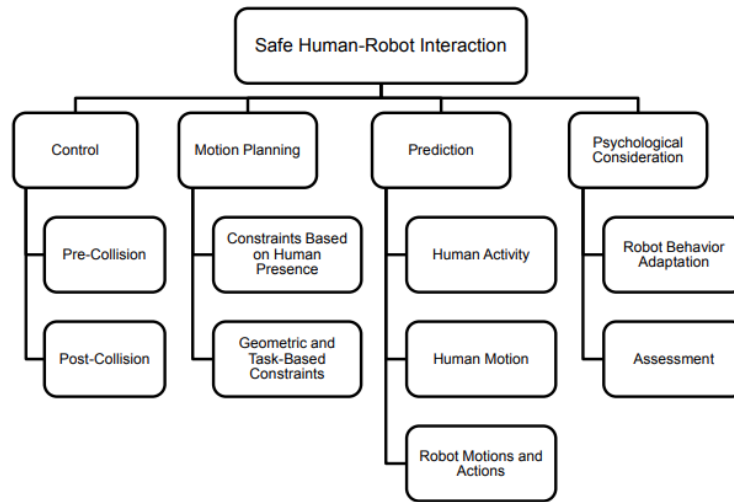 Safe Human-Robot Interaction
Control
Motion Planning
Prediction
Psychological
Consideration
Pre-Collision
Constraints Based
on Human
Presence
Human Activity
Robot Behavior
Adaptation
Post-Collision
Geometric and
Task-Based
Constraints
Human Motion
Assessment
Robot Motions and
Actions